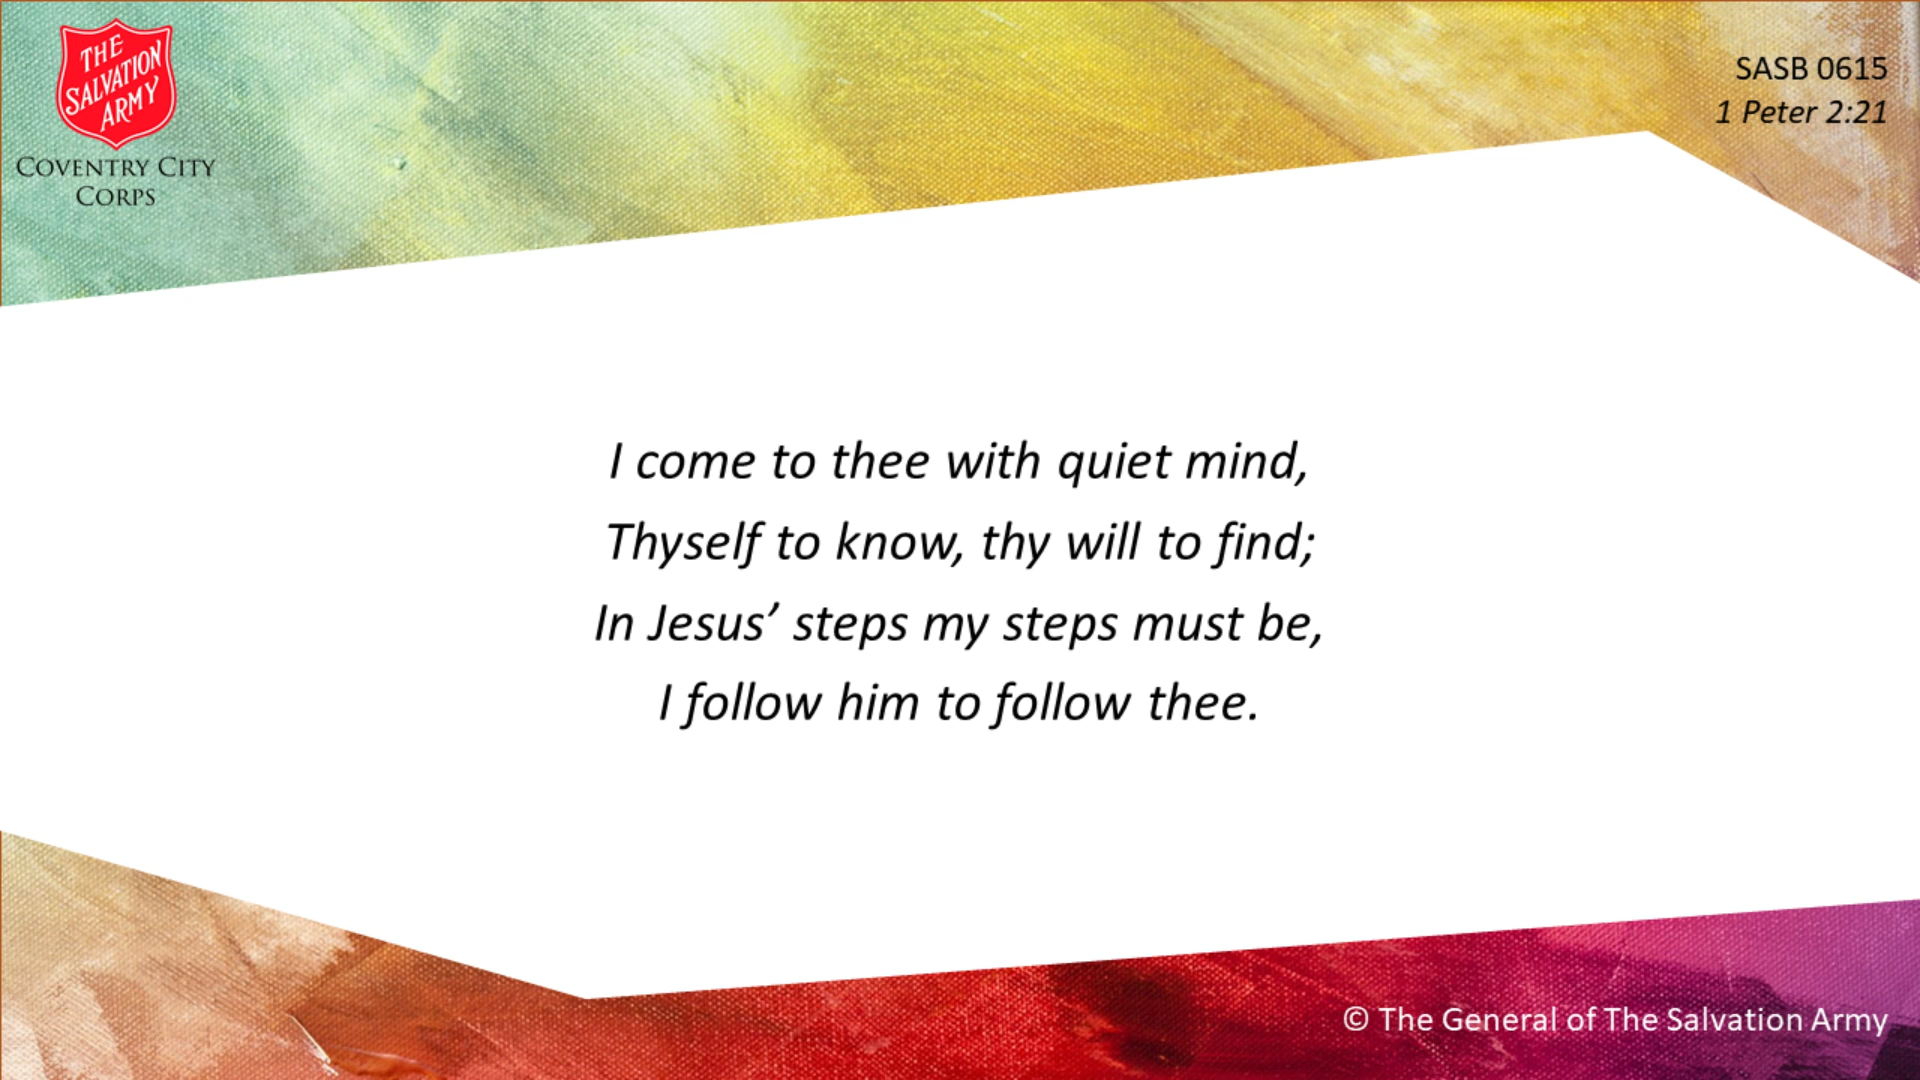 THE
SALVATION
ARMY
COVENTRY CITY
CORPS
SASB 0615
1 Peter 2:21
I come to thee with quiet mind,
Thyself to know, thy will to find;
In Jesus’ steps my steps must be,
I follow him to follow thee.
© The General of The Salvation Army